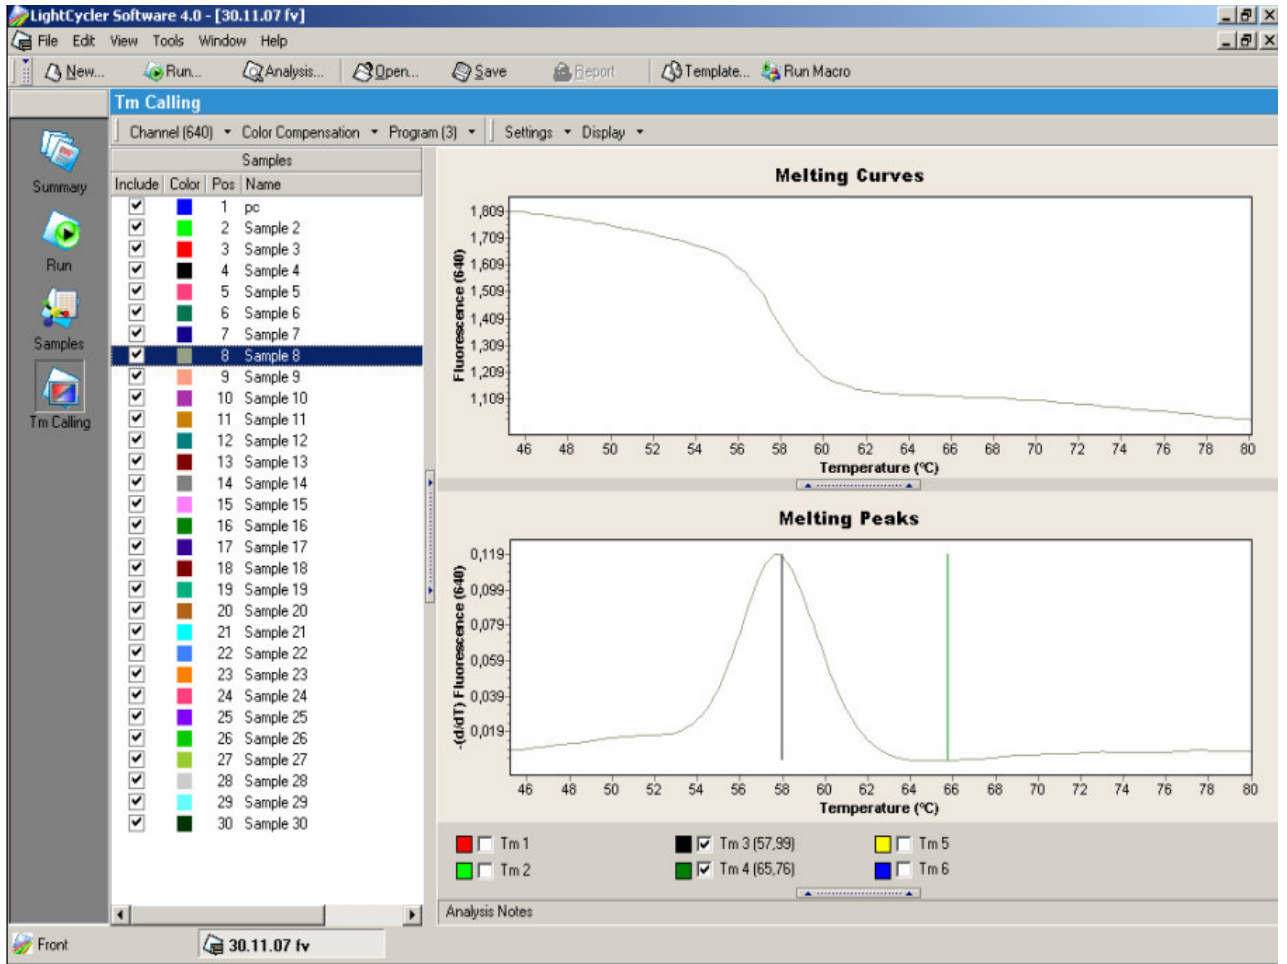 LightCycler Software 4.0 - [30.11.07 fv]
File Edit View Tools Window Help
New... Run... Analysis... Open... Save Report Template... Run Macro
Tm Calling
Channel (640) Color Compensation Program (3) Settings Display
Summary
Run
Samples
Tm Calling
Samples
Include Color Pos Name
1 pc
2 Sample 2
3 Sample 3
4 Sample 4
5 Sample 5
6 Sample 6
7 Sample 7
8 Sample 8
9 Sample 9
10 Sample 10
11 Sample 11
12 Sample 12
13 Sample 13
14 Sample 14
15 Sample 15
16 Sample 16
17 Sample 17
18 Sample 18
19 Sample 19
20 Sample 20
21 Sample 21
22 Sample 22
23 Sample 23
24 Sample 24
25 Sample 25
26 Sample 26
27 Sample 27
28 Sample 28
29 Sample 29
30 Sample 30
Melting Curves
Fluorescence (640)
1,809
1,709
1,609
1,509
1,409
1,309
1,209
1,109
46 48 50 52 54 56 58 60 62 64 66 68 70 72 74 76 78 80
Temperature (°C)
Melting Peaks
-(d/dT) Fluorescence (640)
0,119
0,099
0,079
0,059
0,039
0,019
46 48 50 52 54 56 58 60 62 64 66 68 70 72 74 76 78 80
Temperature (°C)
Tm 1 Tm 3 (57,99) Tm 5
Tm 2 Tm 4 (65,76) Tm 6
Analysis Notes
Front 30.11.07 fv